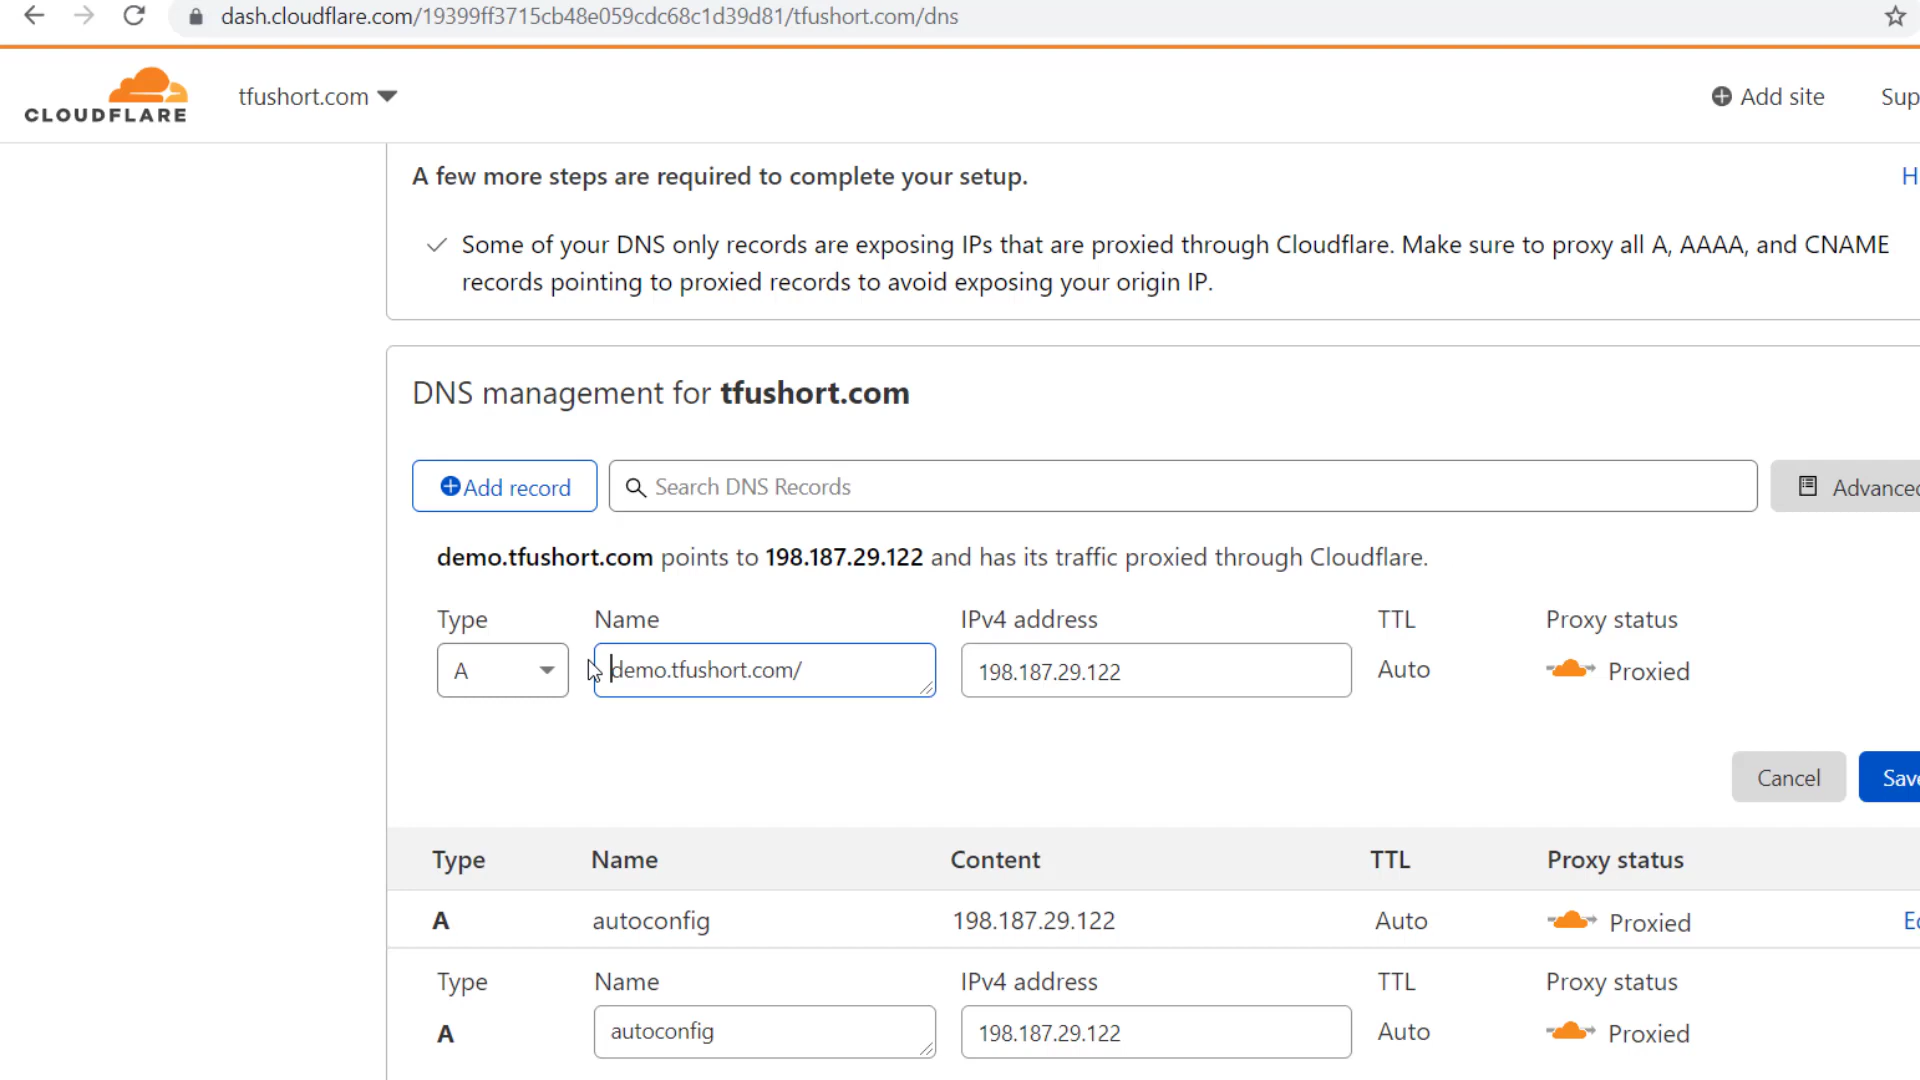 dash.cloudflare.com/19399ff3715cb48e059cdc68c1d39d81/tfushort.com/dns
CLOUDFLARE
tfushort.com
Add site
Sup
A few more steps are required to complete your setup.
H
Some of your DNS only records are exposing IPs that are proxied through Cloudflare. Make sure to proxy all A, AAAA, and CNAME
records pointing to proxied records to avoid exposing your origin IP.
DNS management for tfushort.com
Add record
Search DNS Records
Advanced
demo.tfushort.com points to 198.187.29.122 and has its traffic proxied through Cloudflare.
Type Name IPv4 address TTL Proxy status
A demo.tfushort.com/ 198.187.29.122 Auto Proxied
Cancel Save
Type Name Content TTL Proxy status
A autoconfig 198.187.29.122 Auto Proxied Ed
Type Name IPv4 address TTL Proxy status
A autoconfig 198.187.29.122 Auto Proxied